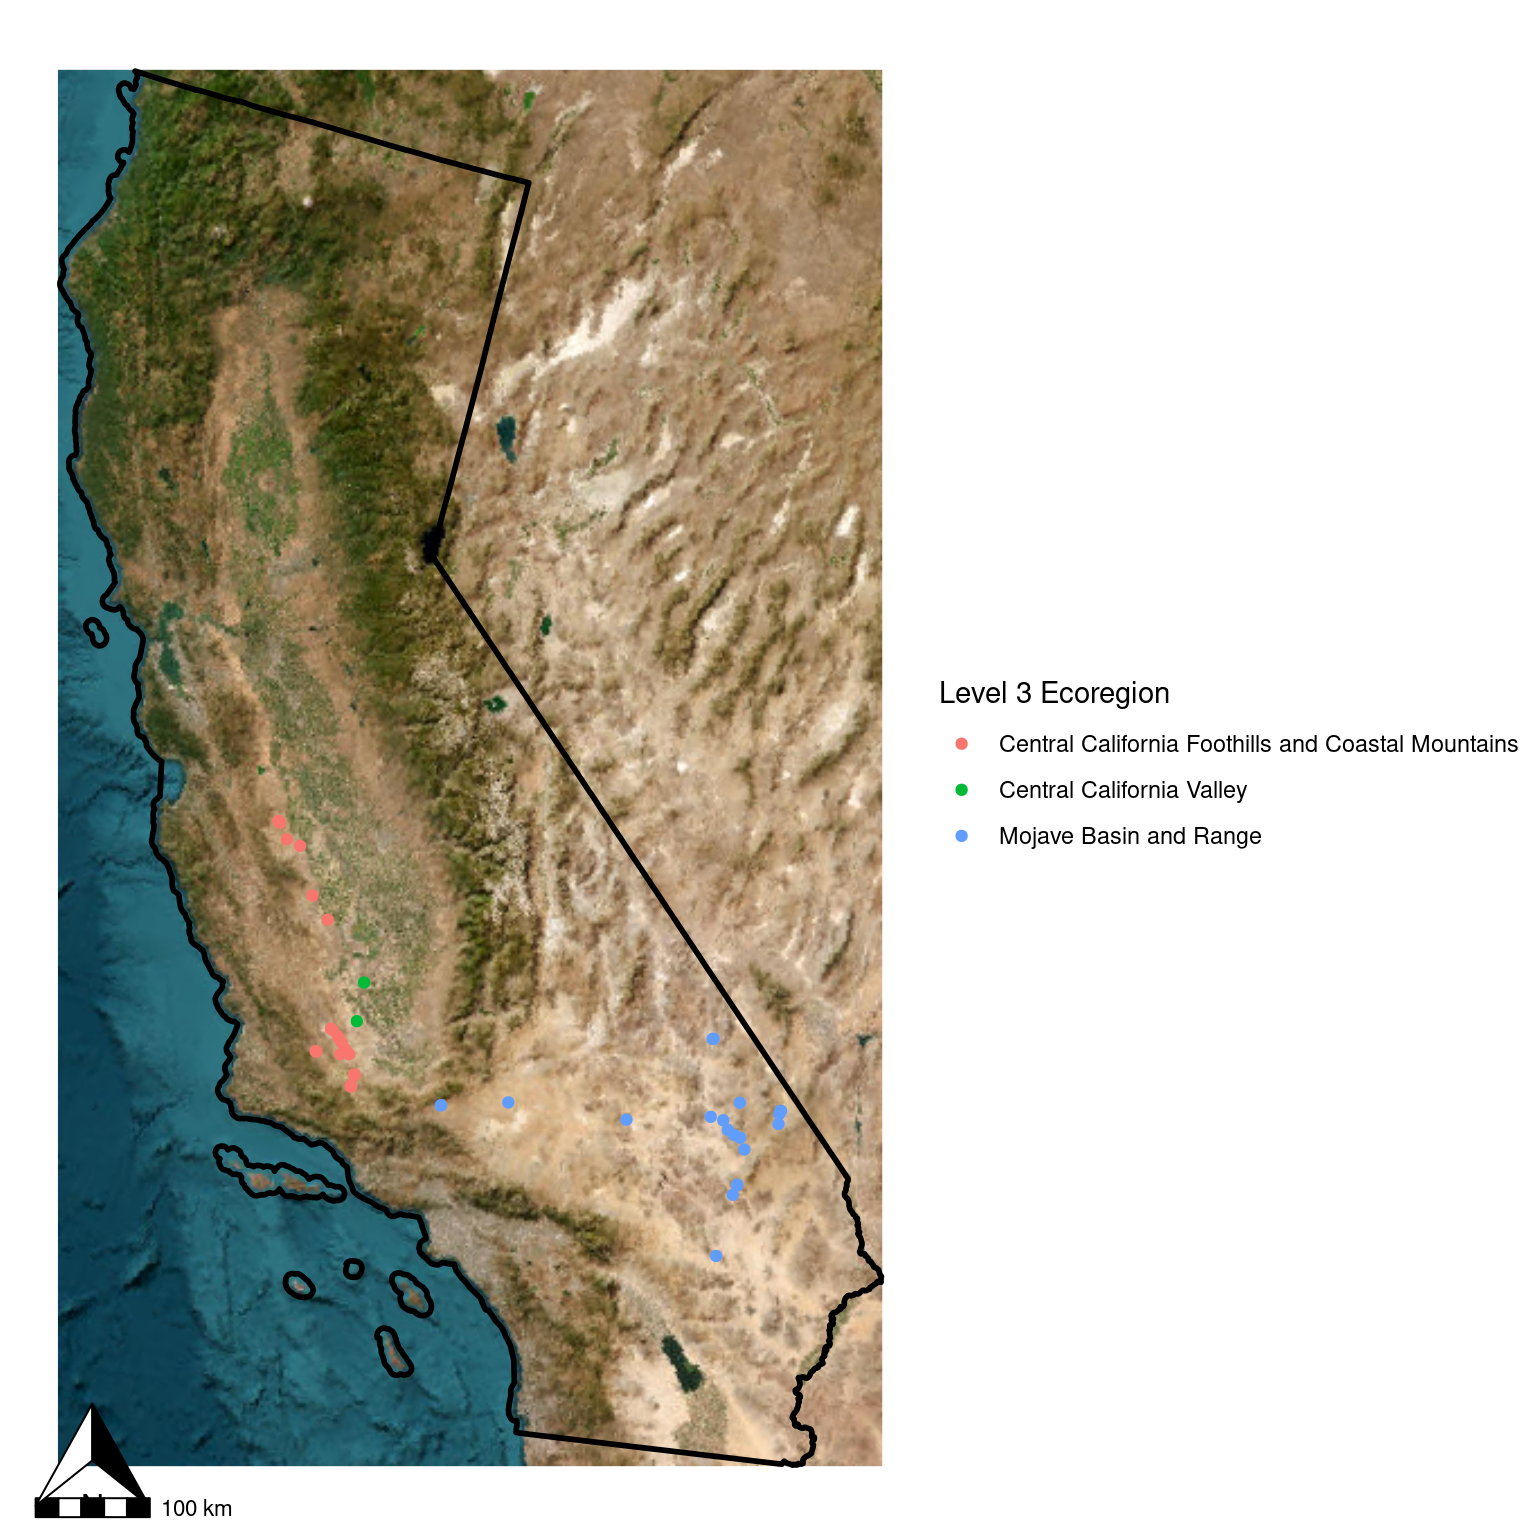 Level 3 Ecoregion
Central California Foothills and Coastal Mountains
Central California Valley
Mojave Basin and Range
N
100 km